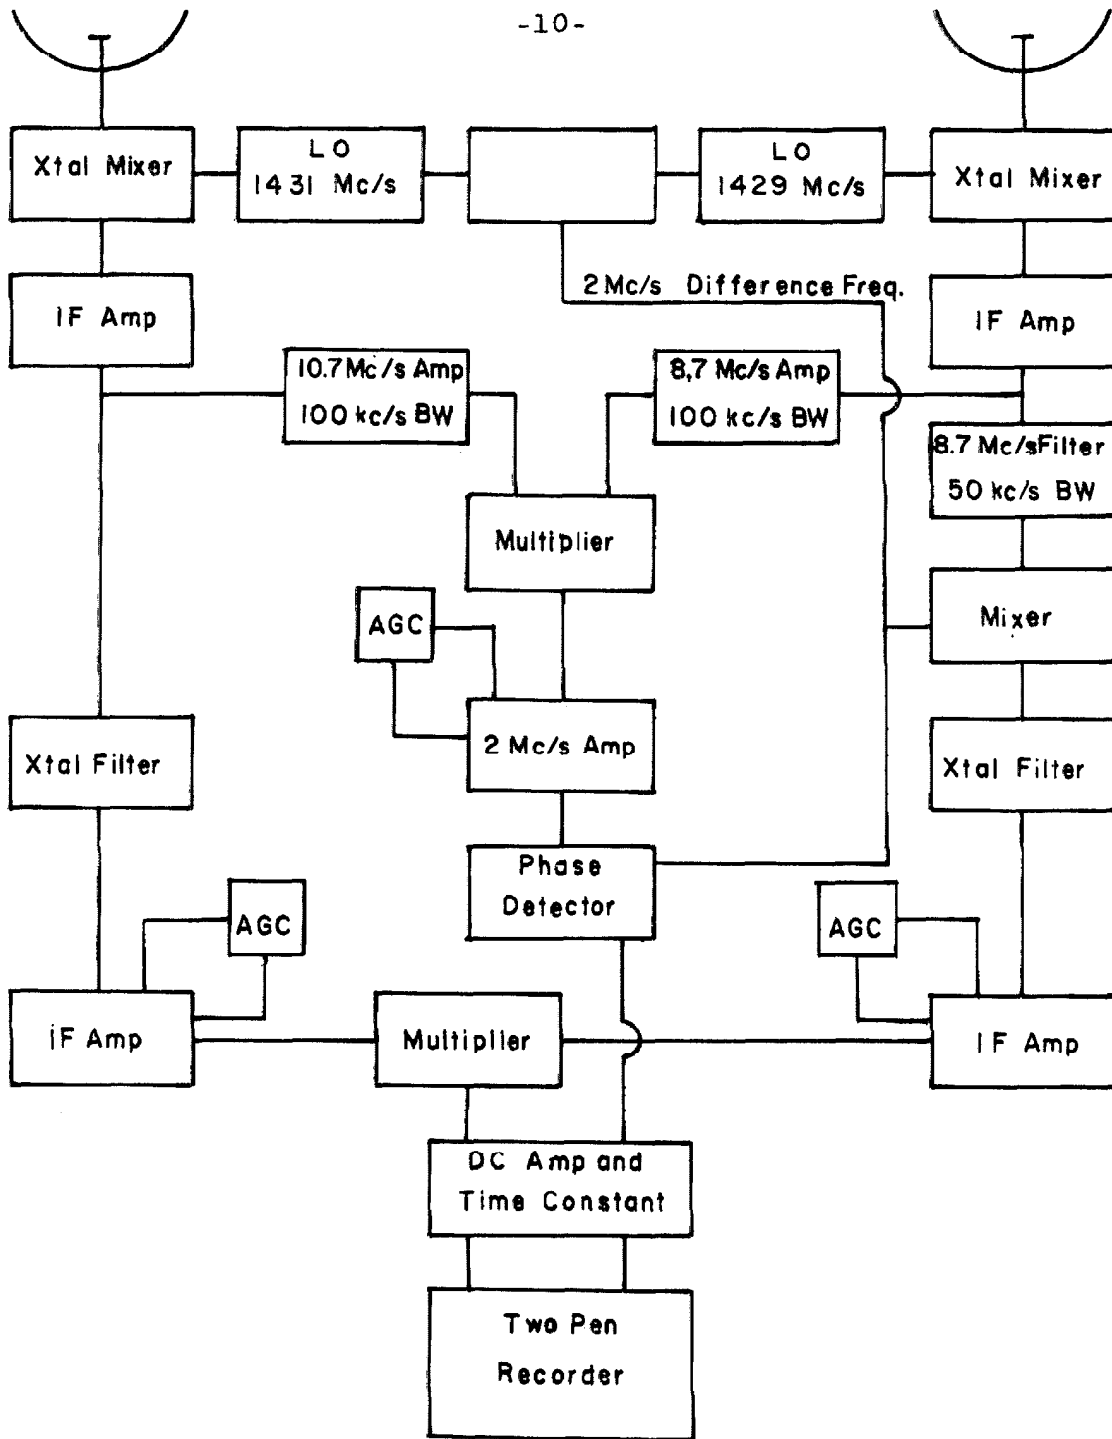 -10-
Xtal Mixer
LO
1431 Mc/s
LO
1429 Mc/s
Xtal Mixer
IF Amp
2 Mc/s Difference Freq.
IF Amp
10.7 Mc/s Amp
100 kc/s BW
8,7 Mc/s Amp
100 kc/s BW
8.7 Mc/s Filter
50 kc/s BW
Multiplier
Mixer
AGC
2 Mc/s Amp
Xtal Filter
Xtal Filter
Phase
Detector
AGC
AGC
IF Amp
Multiplier
IF Amp
DC Amp and
Time Constant
Two Pen
Recorder